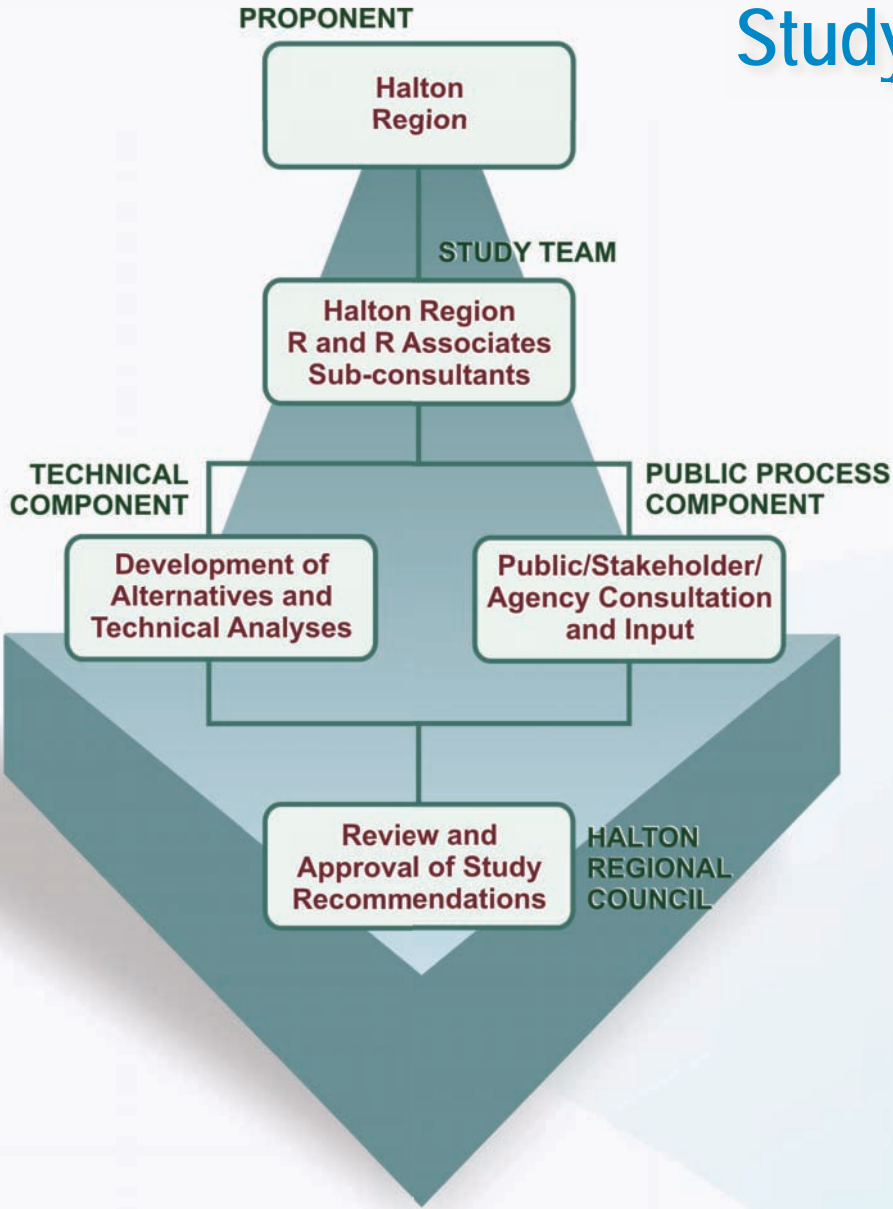 PROPONENT
Study
Halton
Region
STUDY TEAM
Halton Region
R and R Associates
Sub-consultants
TECHNICAL
COMPONENT
PUBLIC PROCESS
COMPONENT
Development of
Alternatives and
Technical Analyses
Public/Stakeholder/
Agency Consultation
and Input
Review and
Approval of Study
Recommendations
HALTON
REGIONAL
COUNCIL